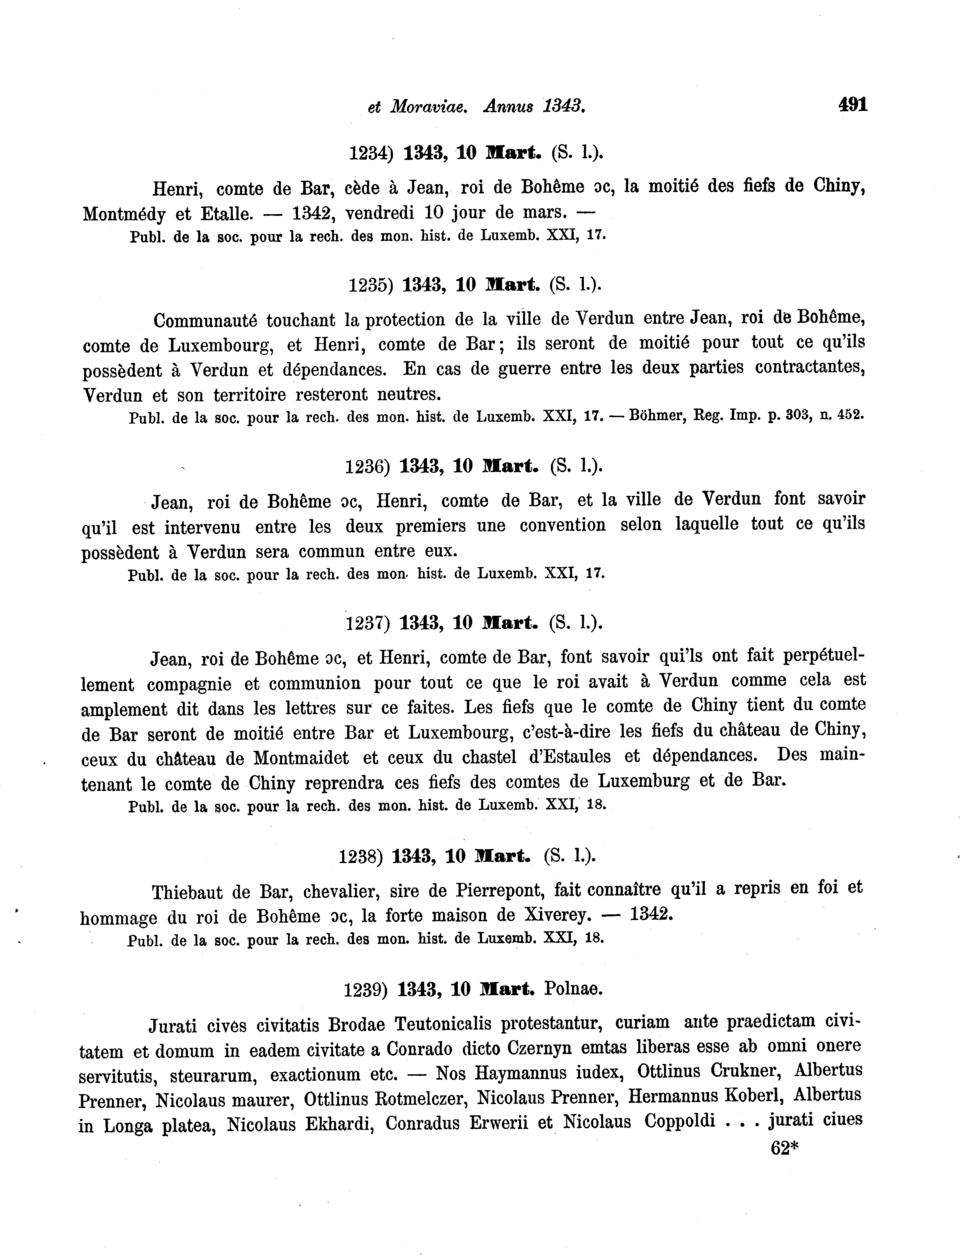 et Moraviae. Annus 1343. 491
1234) 1343, 10 Mart. (S. l.).
Henri, comte de Bar, cède à Jean, roi de Bohême ɔc, la moitié des fiefs de Chiny,
Montmédy et Etalle. — 1342, vendredi 10 jour de mars. —
Publ. de la soc. pour la rech. des mon. hist. de Luxemb. XXI, 17.
1235) 1343, 10 Mart. (S. l.).
Communauté touchant la protection de la ville de Verdun entre Jean, roi de Bohême,
comte de Luxembourg, et Henri, comte de Bar; ils seront de moitié pour tout ce qu'ils
possèdent à Verdun et dépendances. En cas de guerre entre les deux parties contractantes,
Verdun et son territoire resteront neutres.
Publ. de la soc. pour la rech. des mon. hist. de Luxemb. XXI, 17. — Böhmer, Reg. Imp. p. 303, n. 452.
1236) 1343, 10 Mart. (S. l.).
Jean, roi de Bohême ɔc, Henri, comte de Bar, et la ville de Verdun font savoir
qu'il est intervenu entre les deux premiers une convention selon laquelle tout ce qu'ils
possèdent à Verdun sera commun entre eux.
Publ. de la soc. pour la rech. des mon. hist. de Luxemb. XXI, 17.
1237) 1343, 10 Mart. (S. l.).
Jean, roi de Bohême ɔc, et Henri, comte de Bar, font savoir qui'ls ont fait perpétuel-
lement compagnie et communion pour tout ce que le roi avait à Verdun comme cela est
amplement dit dans les lettres sur ce faites. Les fiefs que le comte de Chiny tient du comte
de Bar seront de moitié entre Bar et Luxembourg, c'est-à-dire les fiefs du château de Chiny,
ceux du château de Montmaidet et ceux du chastel d'Estaules et dépendances. Des main-
tenant le comte de Chiny reprendra ces fiefs des comtes de Luxemburg et de Bar.
Publ. de la soc. pour la rech. des mon. hist. de Luxemb. XXI, 18.
1238) 1343, 10 Mart. (S. l.).
Thiebaut de Bar, chevalier, sire de Pierrepont, fait connaître qu'il a repris en foi et
hommage du roi de Bohême ɔc, la forte maison de Xiverey. — 1342.
Publ. de la soc. pour la rech. des mon. hist. de Luxemb. XXI, 18.
1239) 1343, 10 Mart. Polnae.
Jurati cives civitatis Brodae Teutonicalis protestantur, curiam ante praedictam civi-
tatem et domum in eadem civitate a Conrado dicto Czernyn emtas liberas esse ab omni onere
servitutis, steurarum, exactionum etc. — Nos Haymannus iudex, Ottlinus Crukner, Albertus
Prenner, Nicolaus maurer, Ottlinus Rotmelczer, Nicolaus Prenner, Hermannus Koberl, Albertus
in Longa platea, Nicolaus Ekhardi, Conradus Erwerii et Nicolaus Coppoldi . . . jurati ciues
62*